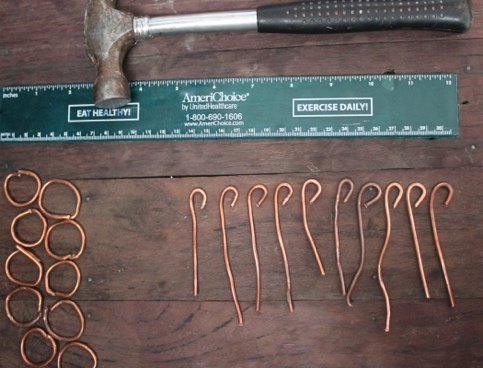 inches
EAT HEALTHY!
AmeriChoice®
by UnitedHealthcare
1-800-690-1606
www.AmeriChoice.com
EXERCISE DAILY!